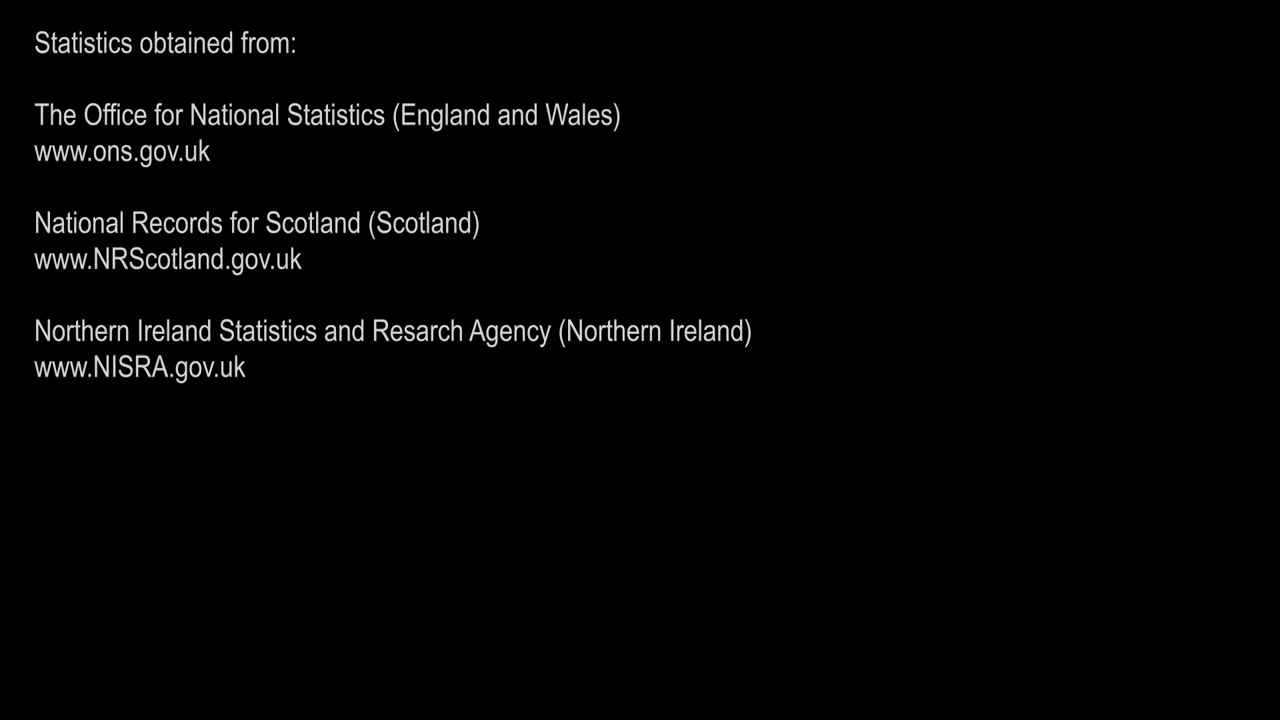 Statistics obtained from:
The Office for National Statistics (England and Wales)
www.ons.gov.uk
National Records for Scotland (Scotland)
www.NRScotland.gov.uk
Northern Ireland Statistics and Resarch Agency (Northern Ireland)
www.NISRA.gov.uk